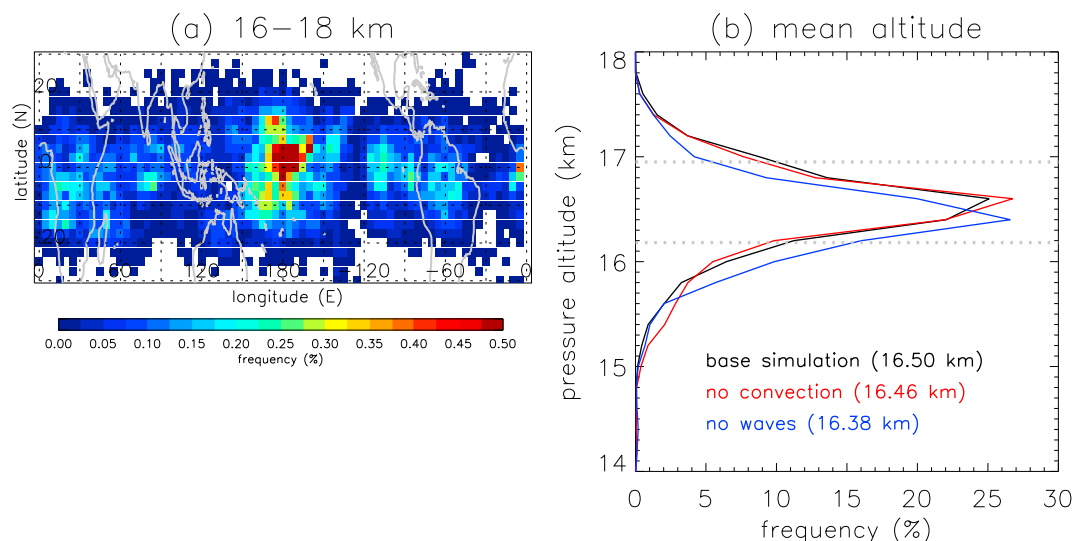 (a) 16−18 km
latitude (N)
20
0
−20
0
60
120
180
−120
−60
0
longitude (E)
0.00 0.05 0.10 0.15 0.20 0.25 0.30 0.35 0.40 0.45 0.50
frequency (%)
(b) mean altitude
pressure altitude (km)
18
17
16
15
14
base simulation (16.50 km)
no convection (16.46 km)
no waves (16.38 km)
0 5 10 15 20 25 30
frequency (%)